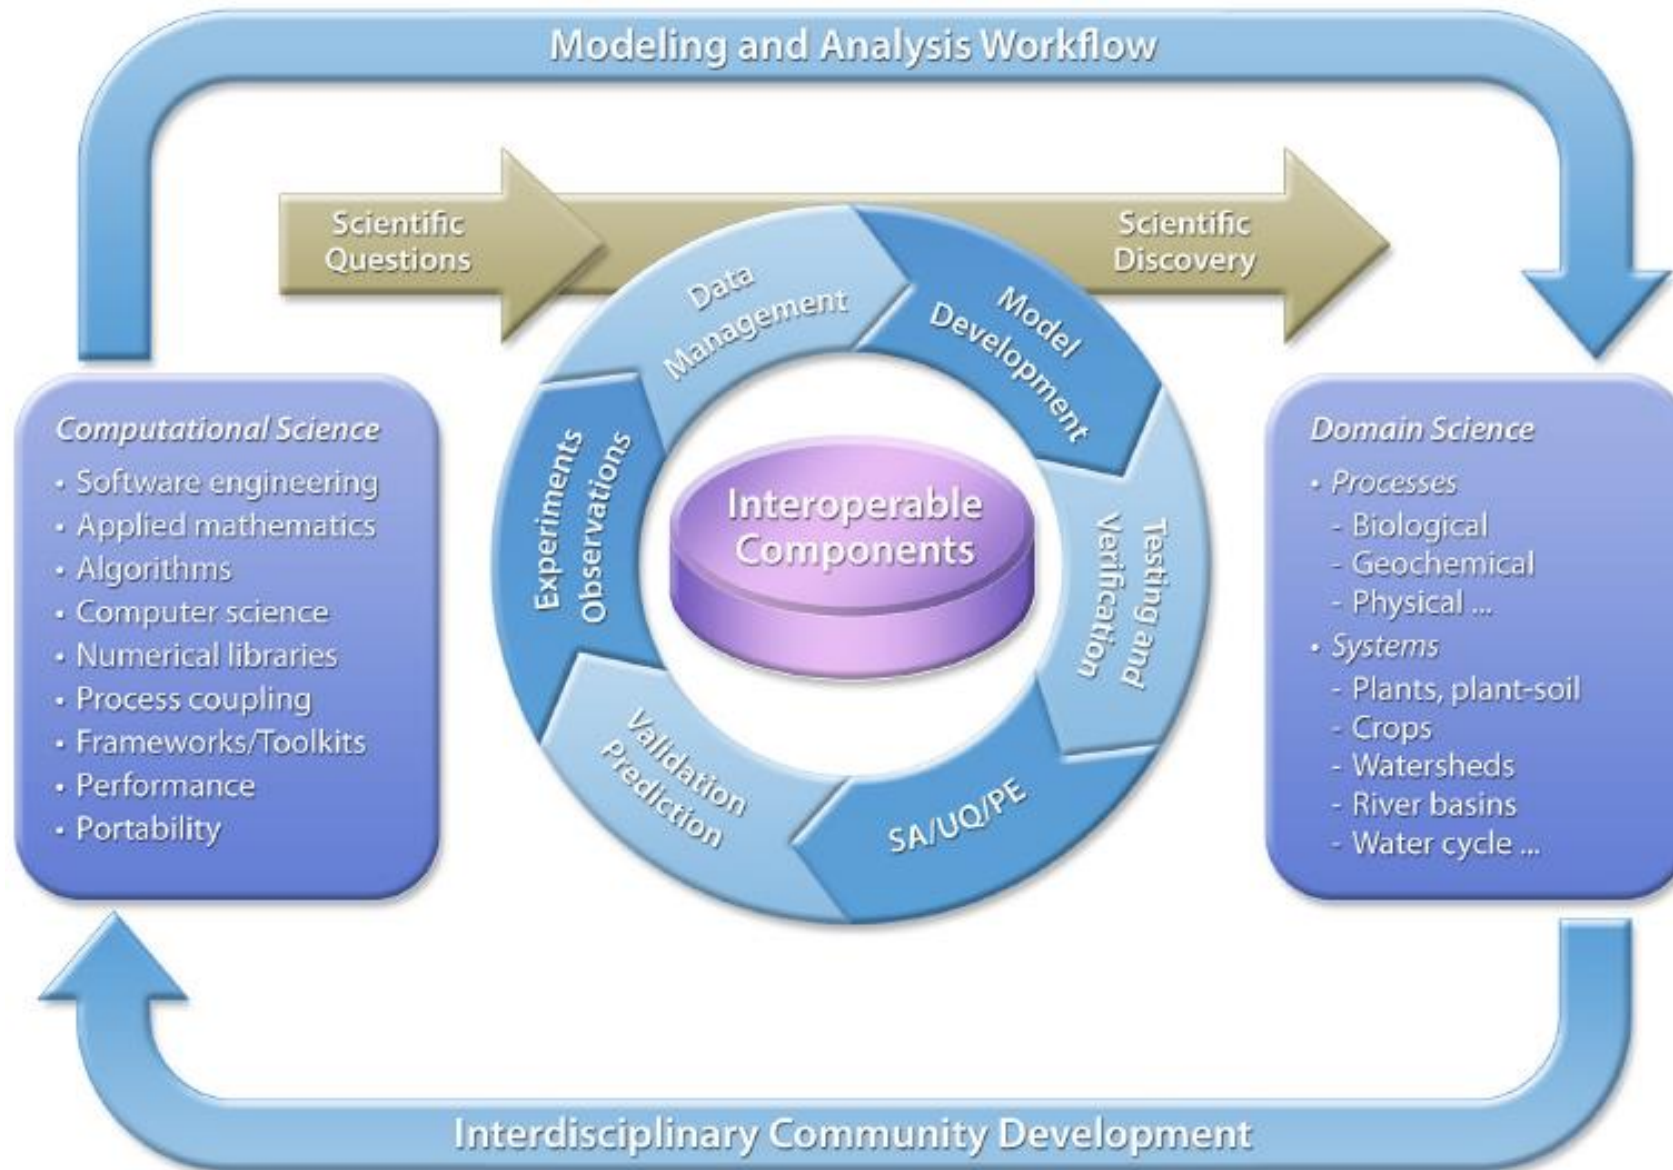 Modeling and Analysis Workflow
Scientific
Questions
Scientific
Discovery
Data
Management
Model
Development
Testing and
Verification
SA/UQ/PE
Validation
Prediction
Experiments
Observations
Interoperable
Components
Computational Science
• Software engineering
• Applied mathematics
• Algorithms
• Computer science
• Numerical libraries
• Process coupling
• Frameworks/Toolkits
• Performance
• Portability
Domain Science
• Processes
- Biological
- Geochemical
- Physical ...
• Systems
- Plants, plant-soil
- Crops
- Watersheds
- River basins
- Water cycle ...
Interdisciplinary Community Development